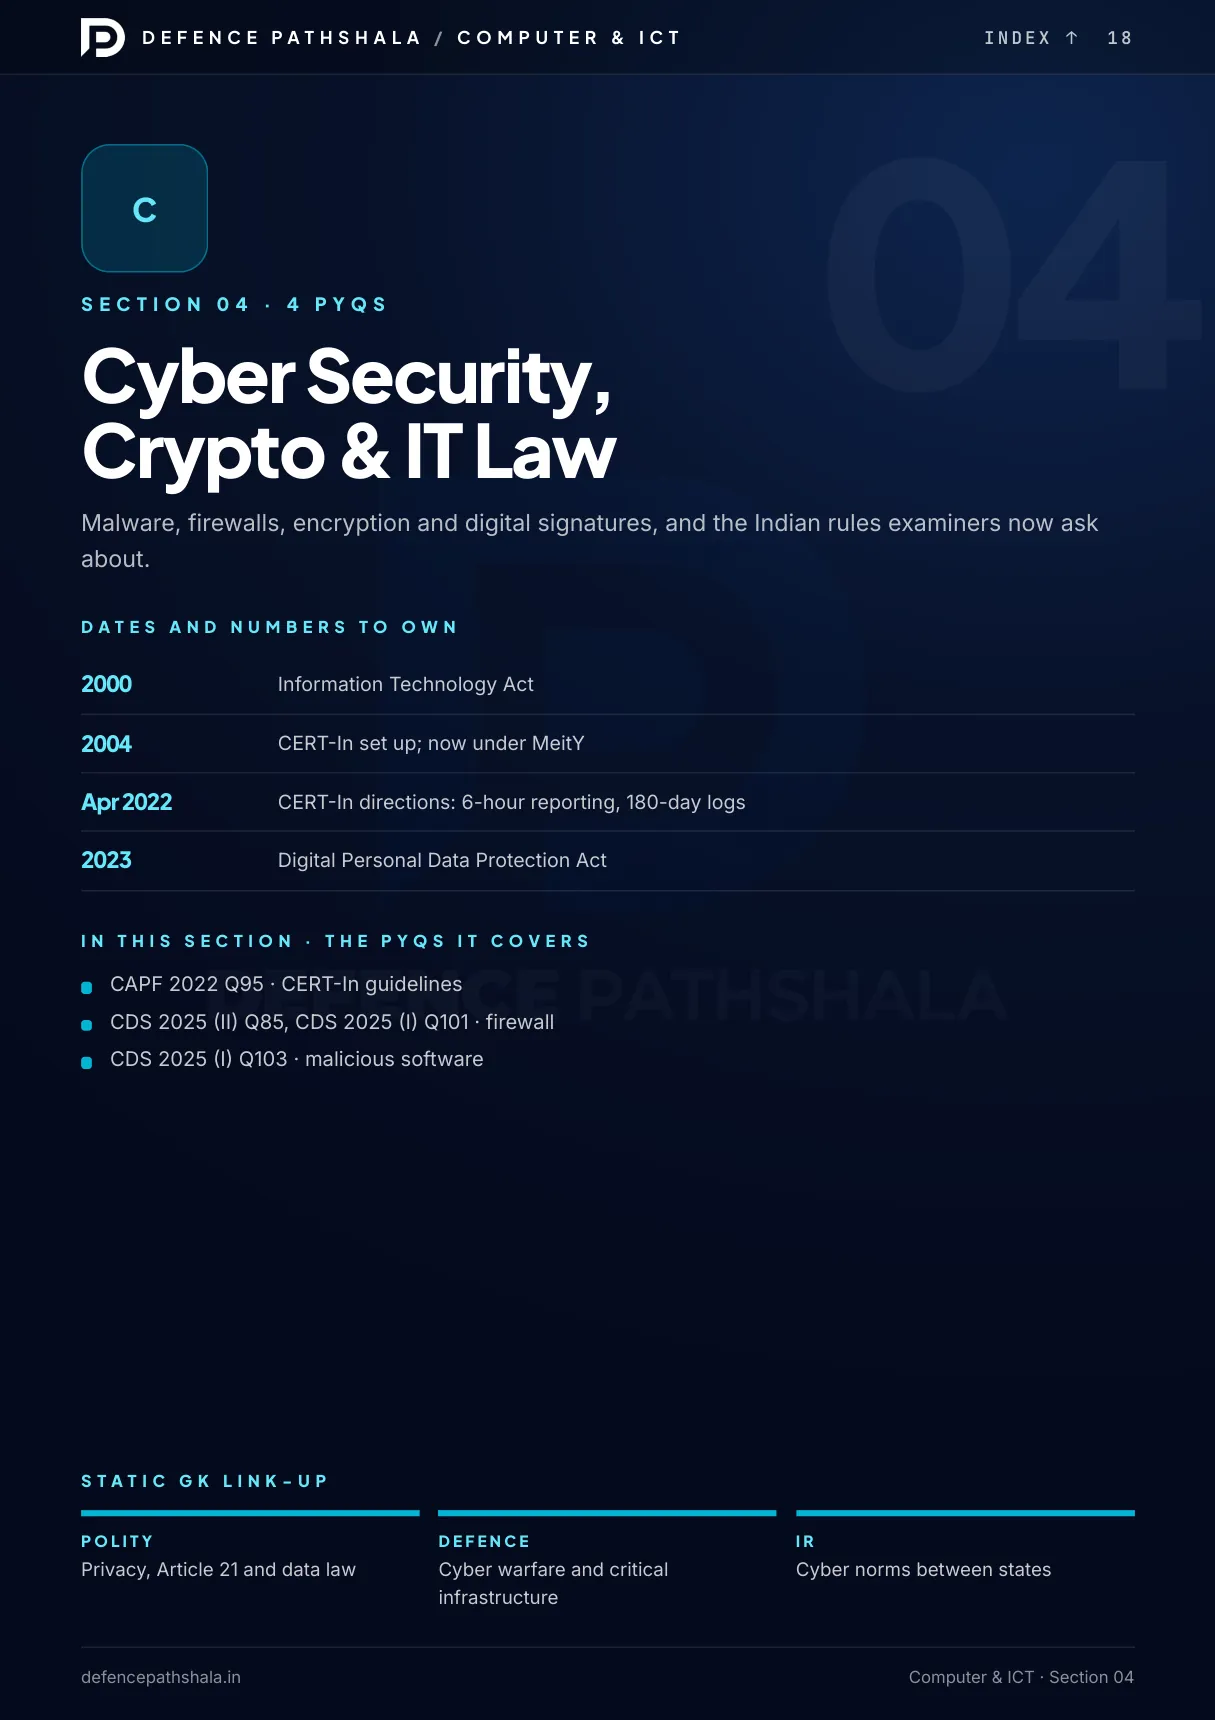 DEFENCE PATHSHALA / COMPUTER & ICT
INDEX ↑ 18
04
C
SECTION 04 · 4 PYQS
Cyber Security,
Crypto & IT Law
Malware, firewalls, encryption and digital signatures, and the Indian rules examiners now ask
about.
DATES AND NUMBERS TO OWN
2000 Information Technology Act
2004 CERT-In set up; now under MeitY
Apr 2022 CERT-In directions: 6-hour reporting, 180-day logs
2023 Digital Personal Data Protection Act
IN THIS SECTION · THE PYQS IT COVERS
CAPF 2022 Q95 · CERT-In guidelines
DEFENCE PATHSHALA
CDS 2025 (II) Q85, CDS 2025 (I) Q101 · firewall
CDS 2025 (I) Q103 · malicious software
STATIC GK LINK-UP
POLITY
Privacy, Article 21 and data law
DEFENCE
Cyber warfare and critical
infrastructure
IR
Cyber norms between states
defencepathshala.in
Computer & ICT · Section 04